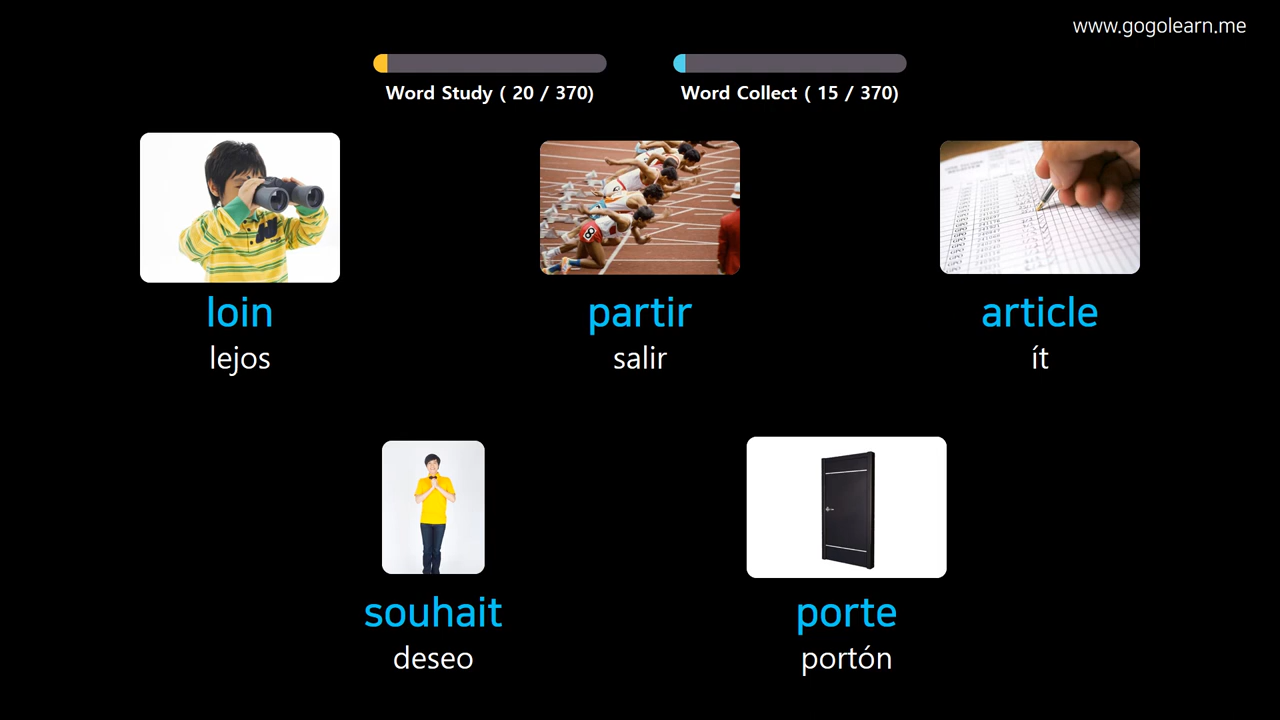 www.gogolearn.me
Word Study ( 20 / 370)
Word Collect ( 15 / 370)
loin
partir
article
lejos
salir
ít
souhait
porte
deseo
portón